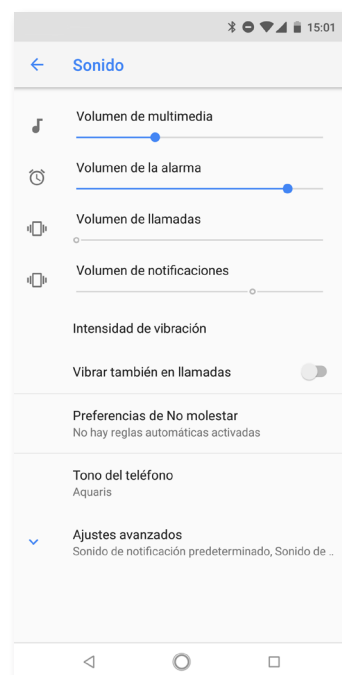 15:01
Sonido
Volumen de multimedia
Volumen de la alarma
Volumen de llamadas
Volumen de notificaciones
Intensidad de vibración
Vibrar también en llamadas
Preferencias de No molestar
No hay reglas automáticas activadas
Tono del teléfono
Aquaris
Ajustes avanzados
Sonido de notificación predeterminado, Sonido de ..